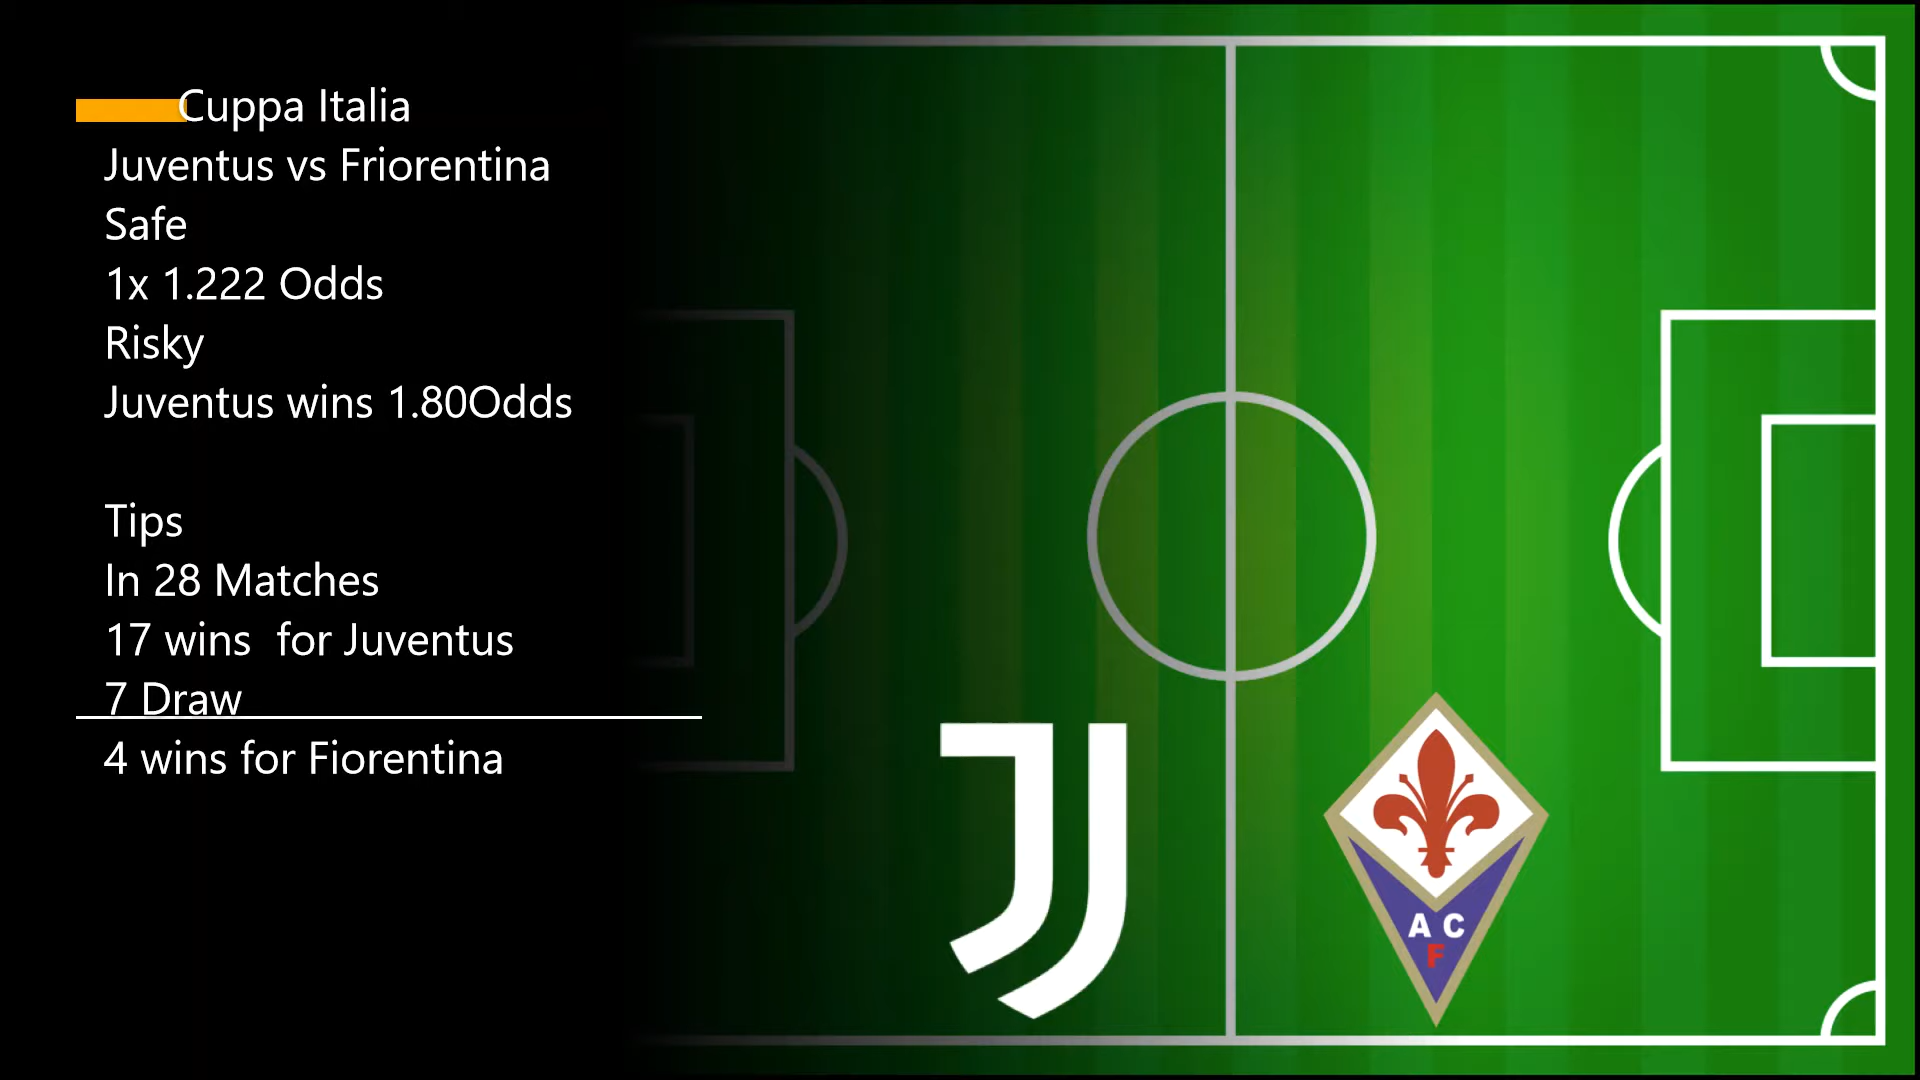 Cuppa Italia
Juventus vs Friorentina
Safe
1x 1.222 Odds
Risky
Juventus wins 1.80Odds
Tips
In 28 Matches
17 wins  for Juventus
7 Draw
4 wins for Fiorentina
A C
F